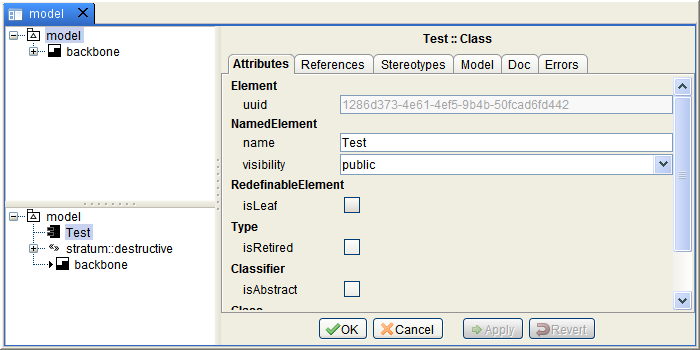 model
model
backbone
model
Test
stratum::destructive
backbone
Test :: Class
Attributes References Stereotypes Model Doc Errors
Element
uuid 1286d373-4e61-4ef5-9b4b-50fcad6fd442
NamedElement
name Test
visibility public
RedefinableElement
isLeaf
Type
isRetired
Classifier
isAbstract
Class
OK Cancel Apply Revert